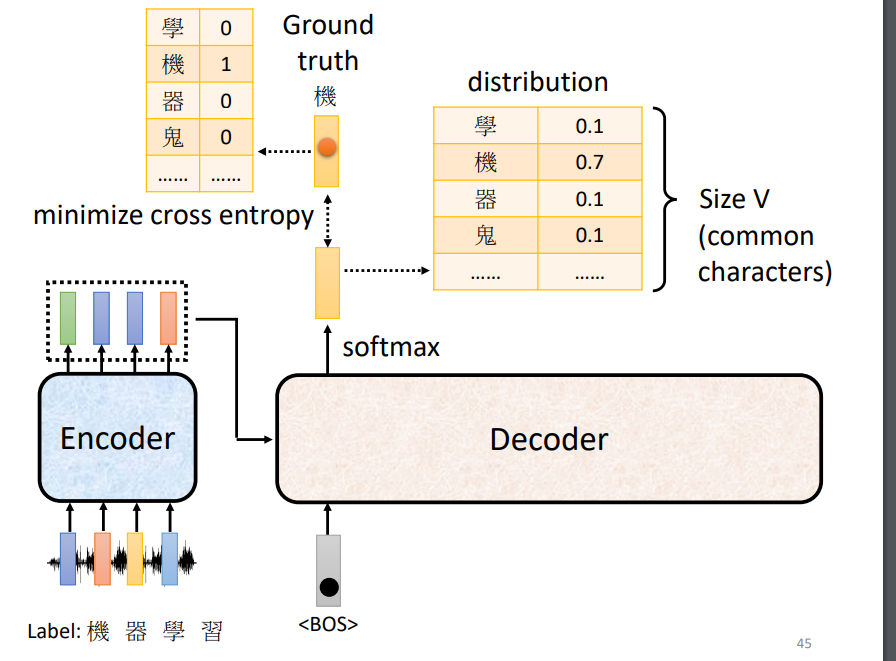 學 0
機 1
器 0
鬼 0
...... ......
Ground
truth
機
minimize cross entropy
distribution
學 0.1
機 0.7
器 0.1
鬼 0.1
...... ......
Size V
(common
characters)
softmax
Encoder
Decoder
Label: 機 器 學 習
<BOS>
45